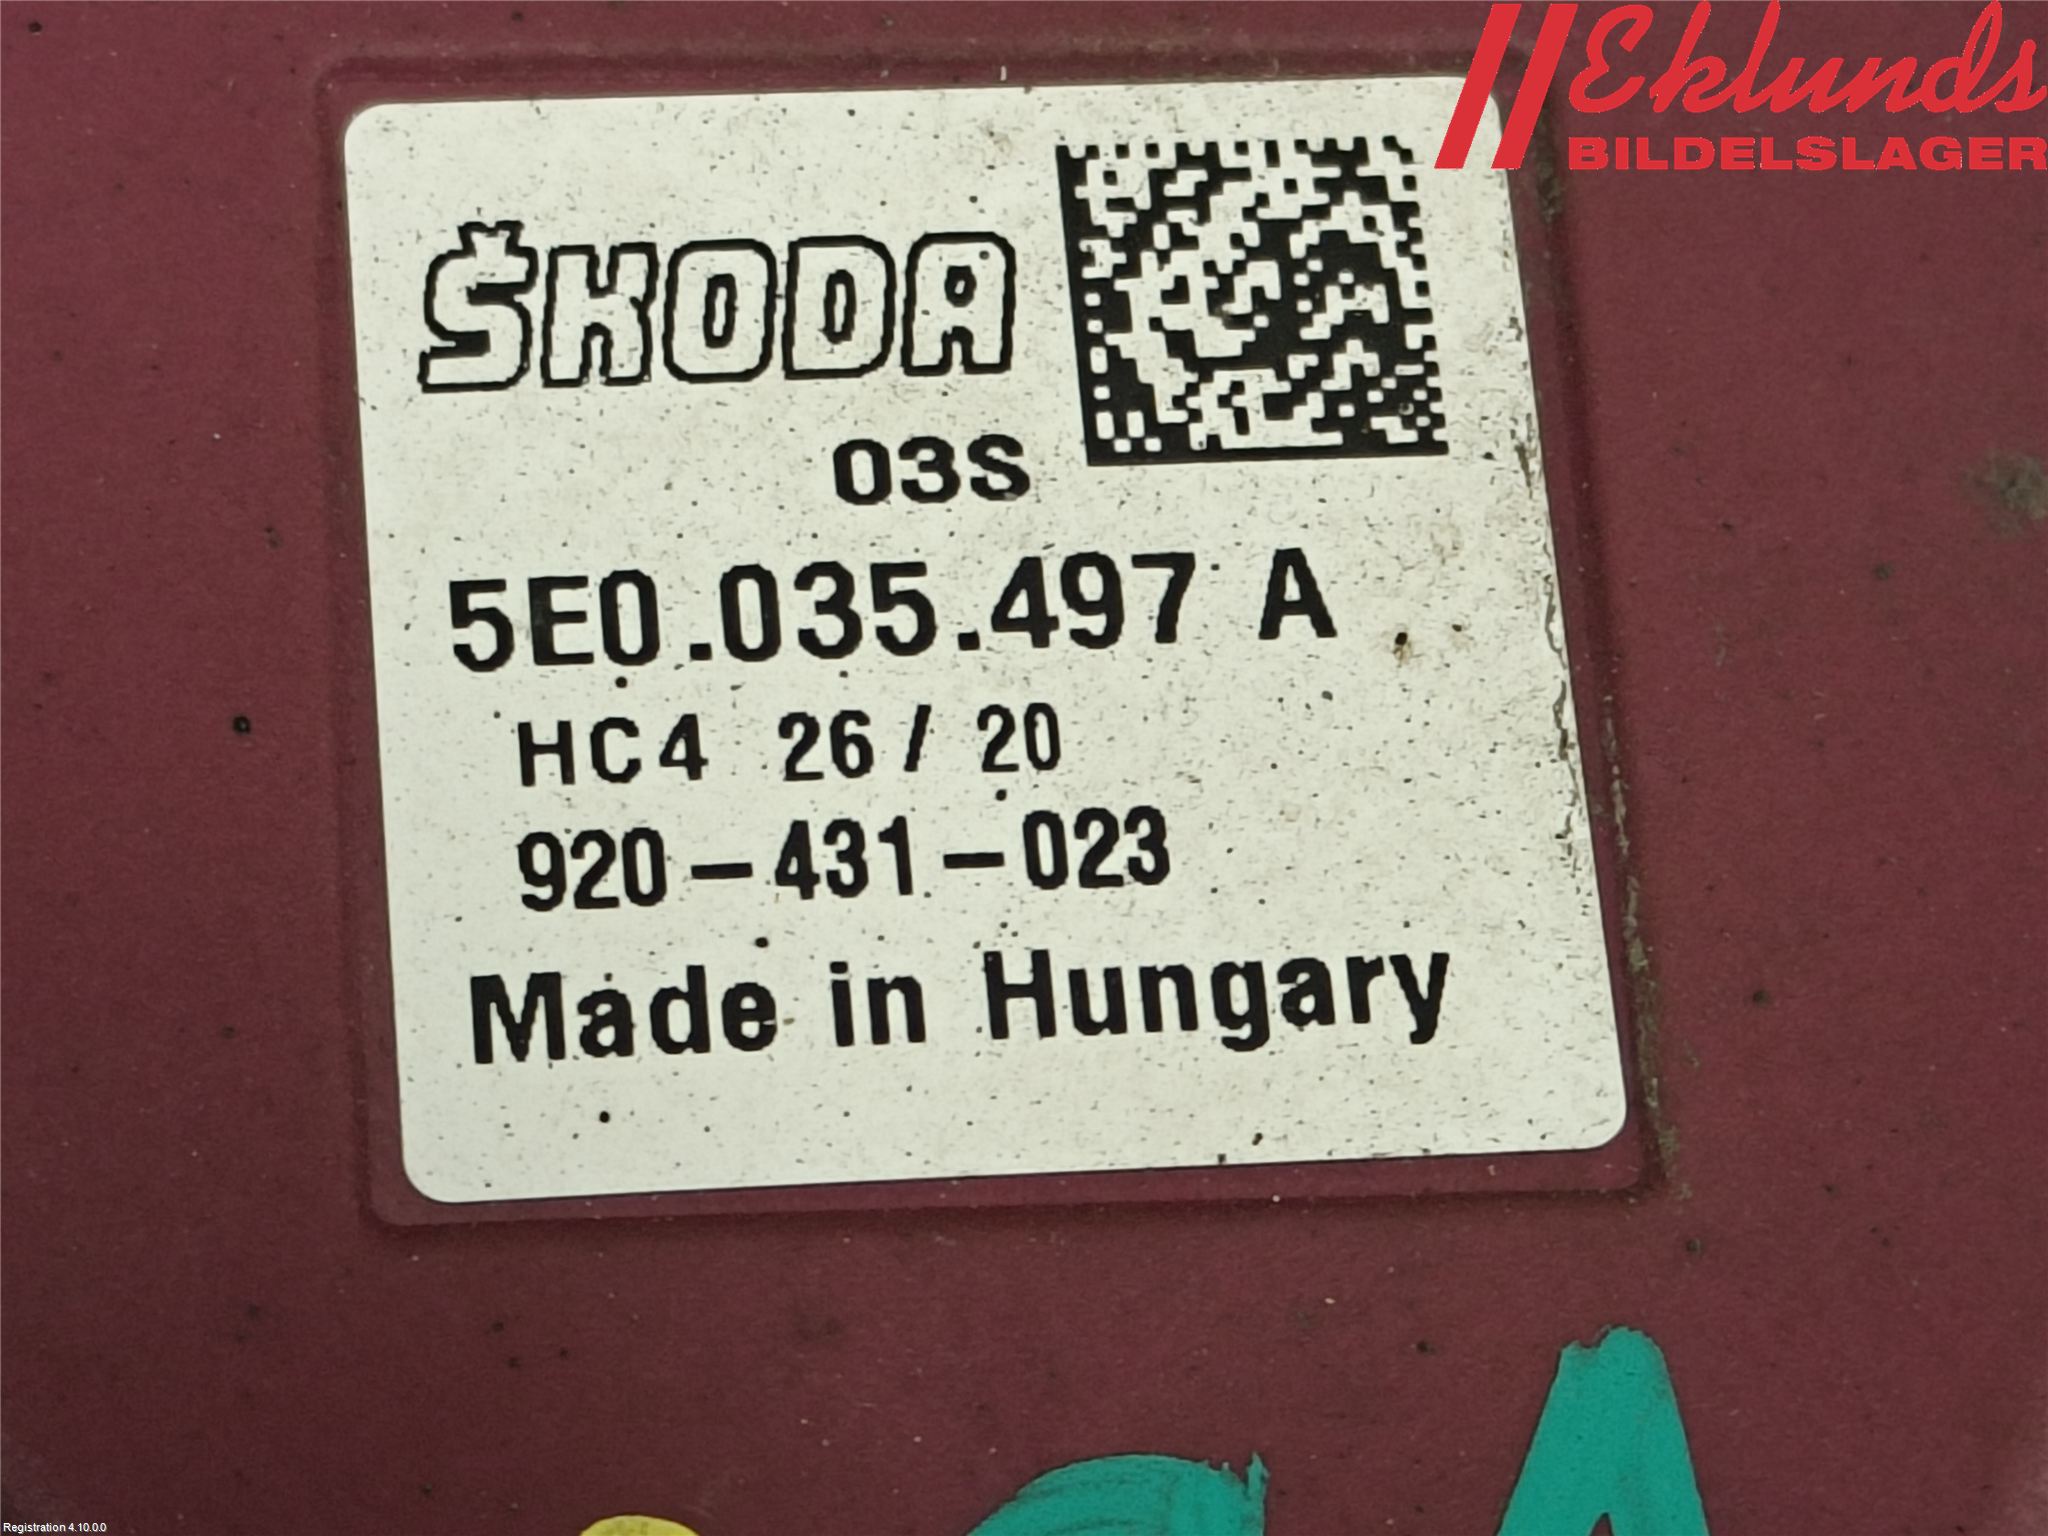 Eklunds
BILDELSLAGER
ŠKODA
03S
5E0.035.497 A
HC4 26/ 20
920-431-023
Made in Hungary
Registration 4.10.0.0